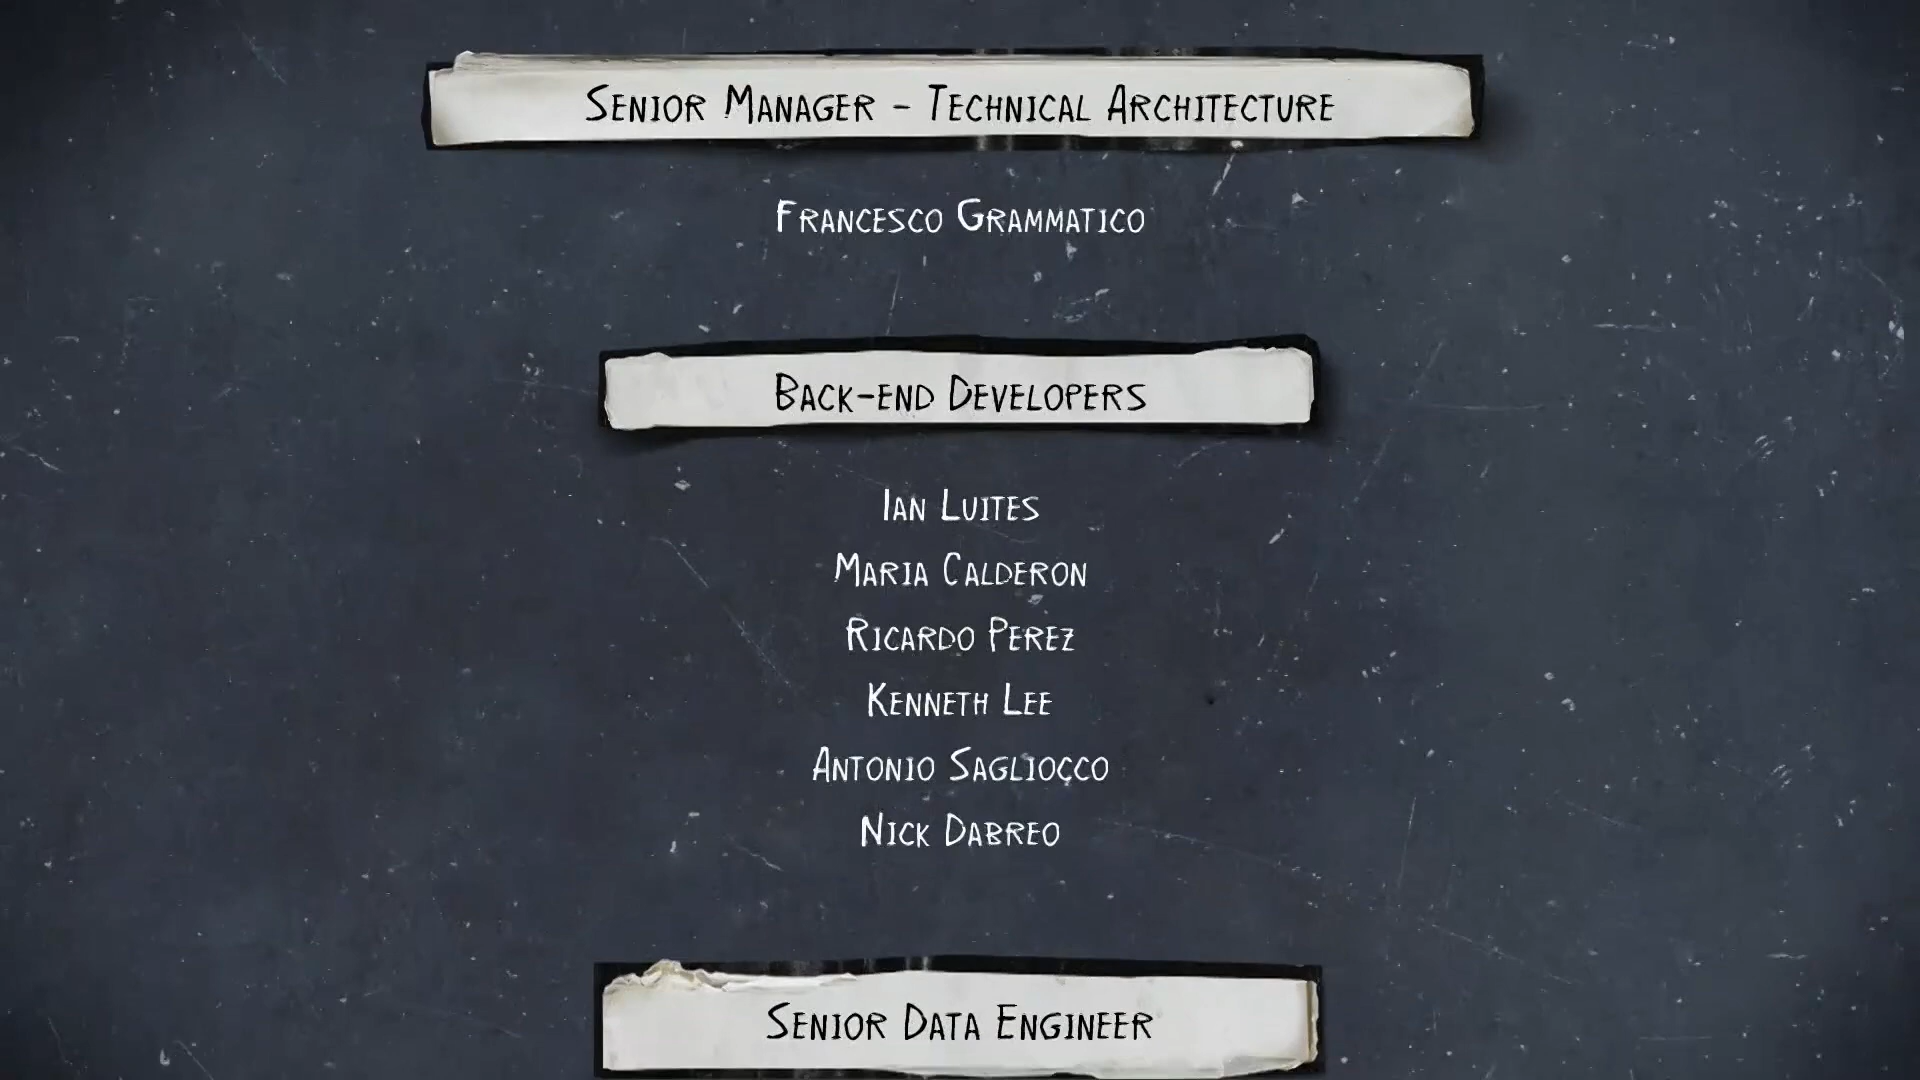 Senior Manager - Technical Architecture
Francesco Grammatico
Back-end Developers
Ian Luites
Maria Calderon
Ricardo Perez
Kenneth Lee
Antonio Sagliocco
Nick Dabreo
Senior Data Engineer